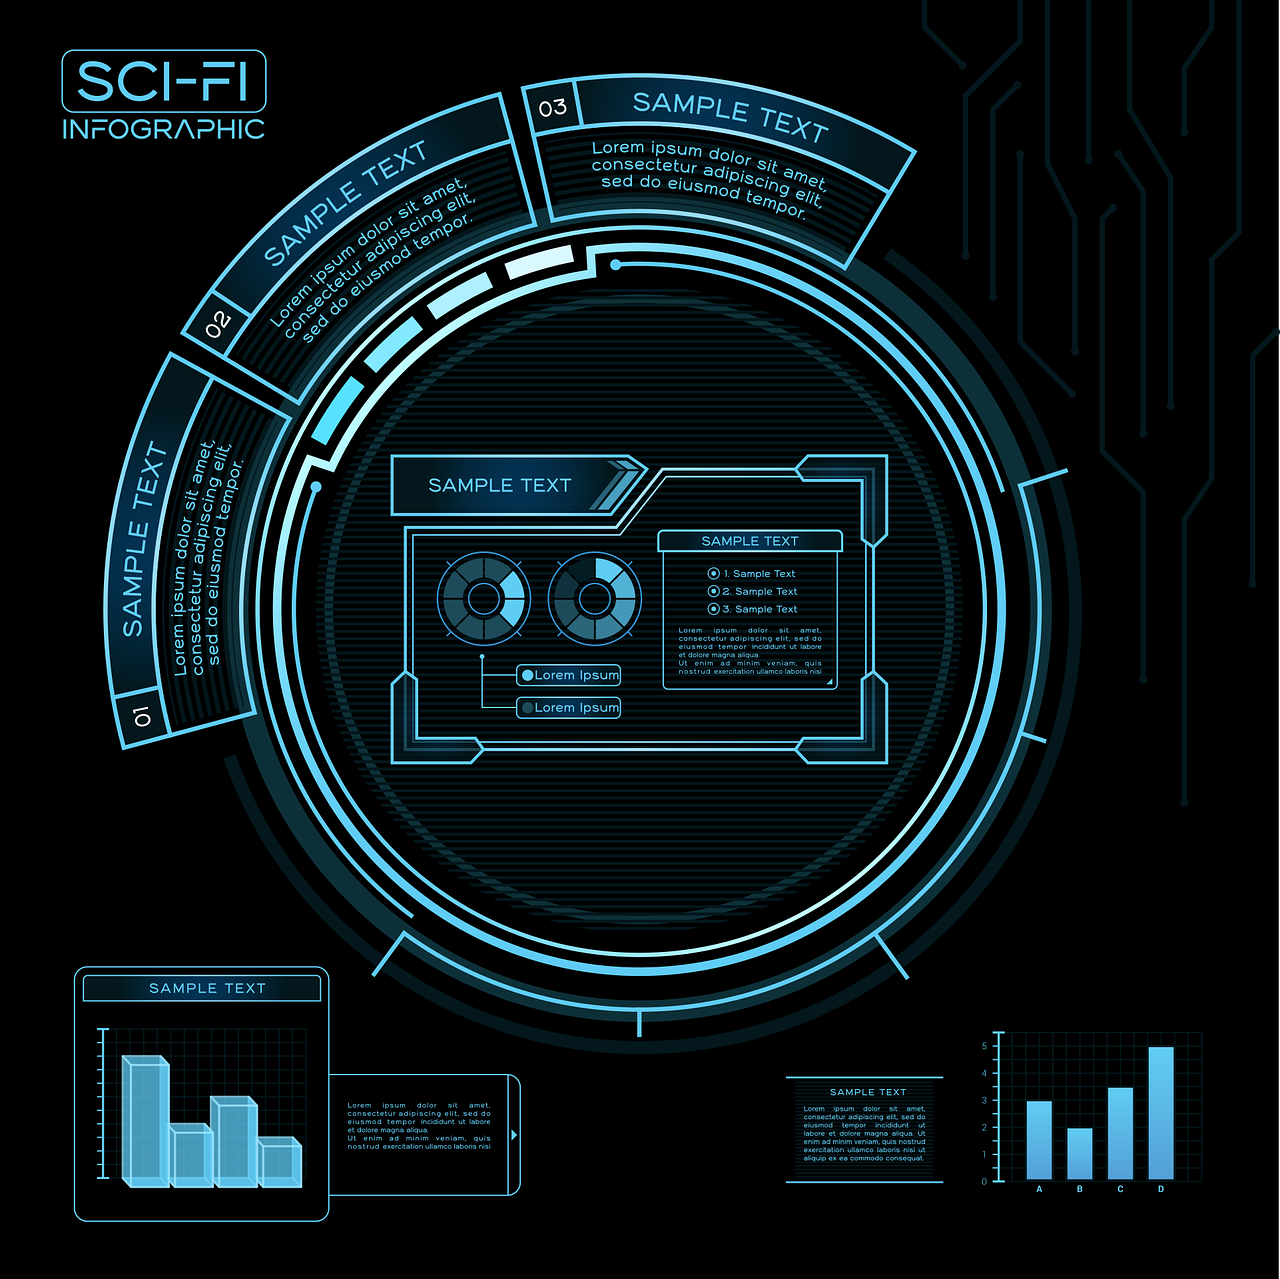 SCI-FI
INFOGRAPHIC
01
SAMPLE TEXT
Lorem ipsum dolor sit amet,
consectetur adipiscing elit,
sed do eiusmod tempor.
02
SAMPLE TEXT
Lorem ipsum dolor sit amet,
consectetur adipiscing elit,
sed do eiusmod tempor.
03
SAMPLE TEXT
Lorem ipsum dolor sit amet,
consectetur adipiscing elit,
sed do eiusmod tempor.
SAMPLE TEXT
Lorem Ipsum
Lorem Ipsum
SAMPLE TEXT
1. Sample Text
2. Sample Text
3. Sample Text
Lorem ipsum dolor sit amet,
consectetur adipiscing elit, sed do
eiusmod tempor incididunt ut labore
et dolore magna aliqua.
Ut enim ad minim veniam, quis
nostrud exercitation ullamco laboris nisi
SAMPLE TEXT
Lorem ipsum dolor sit amet,
consectetur adipiscing elit, sed do
eiusmod tempor incididunt ut labore
et dolore magna aliqua.
Ut enim ad minim veniam, quis
nostrud exercitation ullamco laboris nisi
SAMPLE TEXT
Lorem ipsum dolor sit amet,
consectetur adipiscing elit, sed do
eiusmod tempor incididunt ut
labore et dolore magna aliqua. Ut
enim ad minim veniam, quis nostrud
exercitation ullamco laboris nisi ut
aliquip ex ea commodo consequat.
5
4
3
2
1
0
A B C D